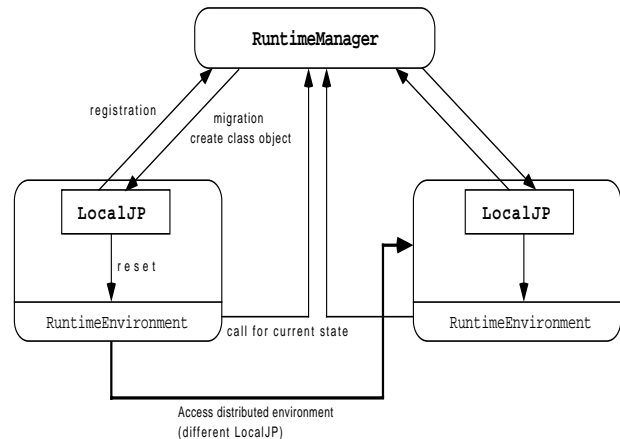 RuntimeManager
registration
migration
create class object
LocalJP
LocalJP
reset
RuntimeEnvironment
RuntimeEnvironment
call for current state
Access distributed environment
(different LocalJP)